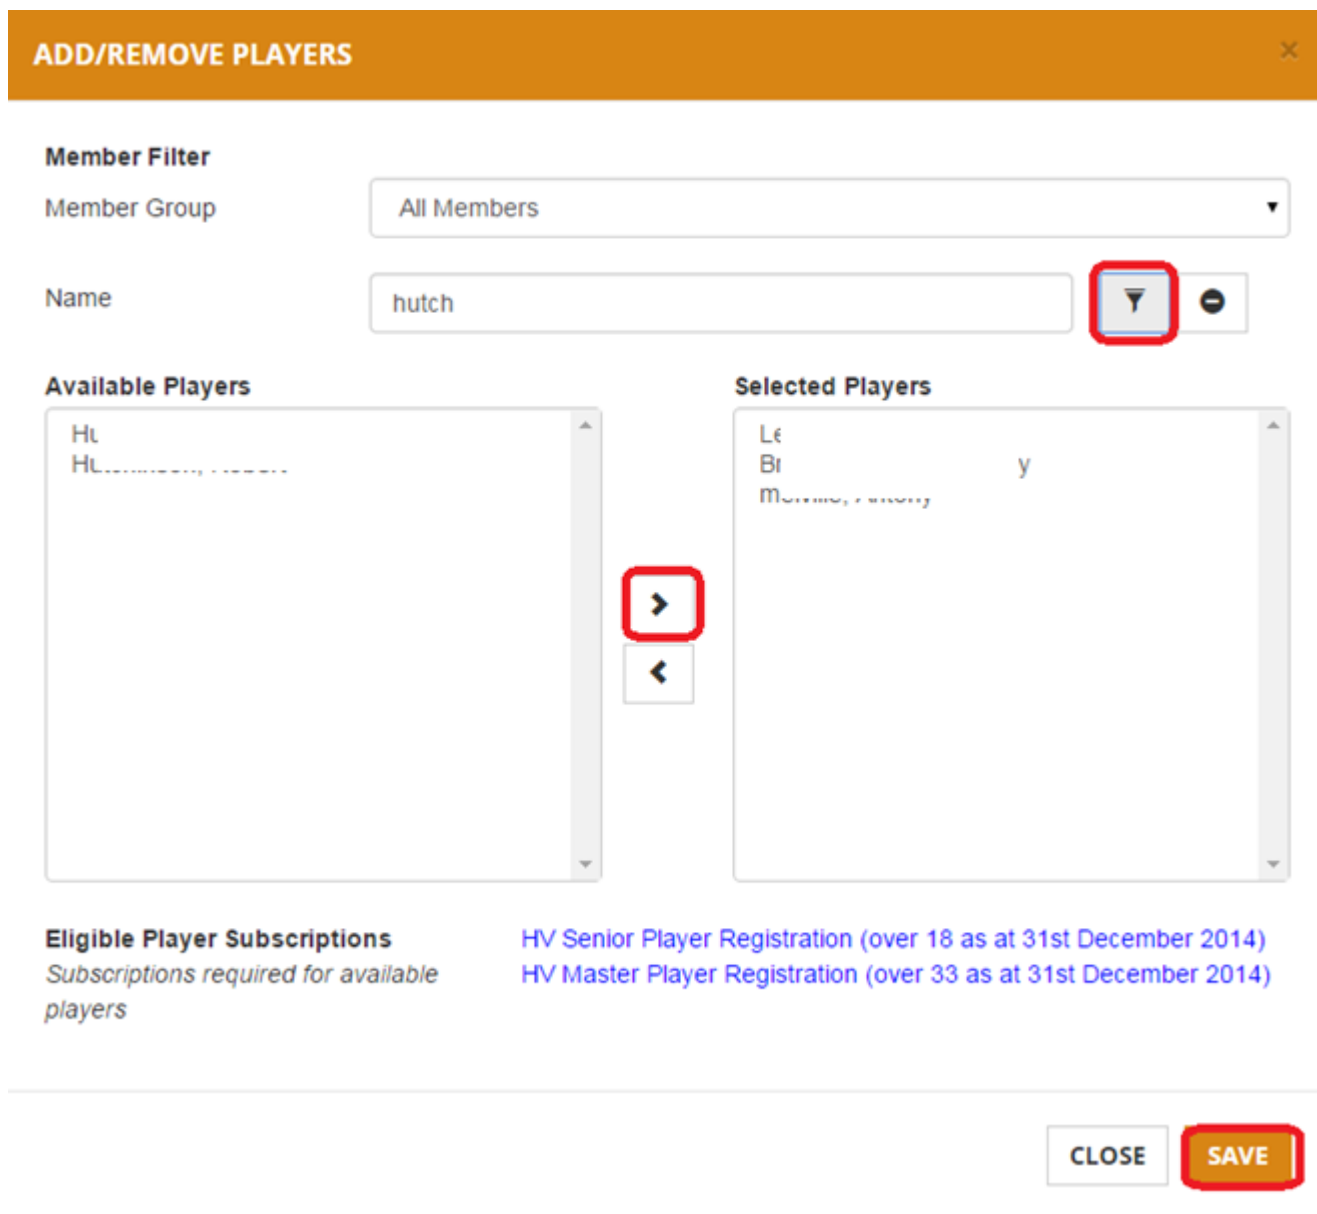 ADD/REMOVE PLAYERS ×
Member Filter
Member Group All Members
Name hutch
Available Players Selected Players
Eligible Player Subscriptions HV Senior Player Registration (over 18 as at 31st December 2014)
Subscriptions required for available HV Master Player Registration (over 33 as at 31st December 2014)
players
CLOSE SAVE